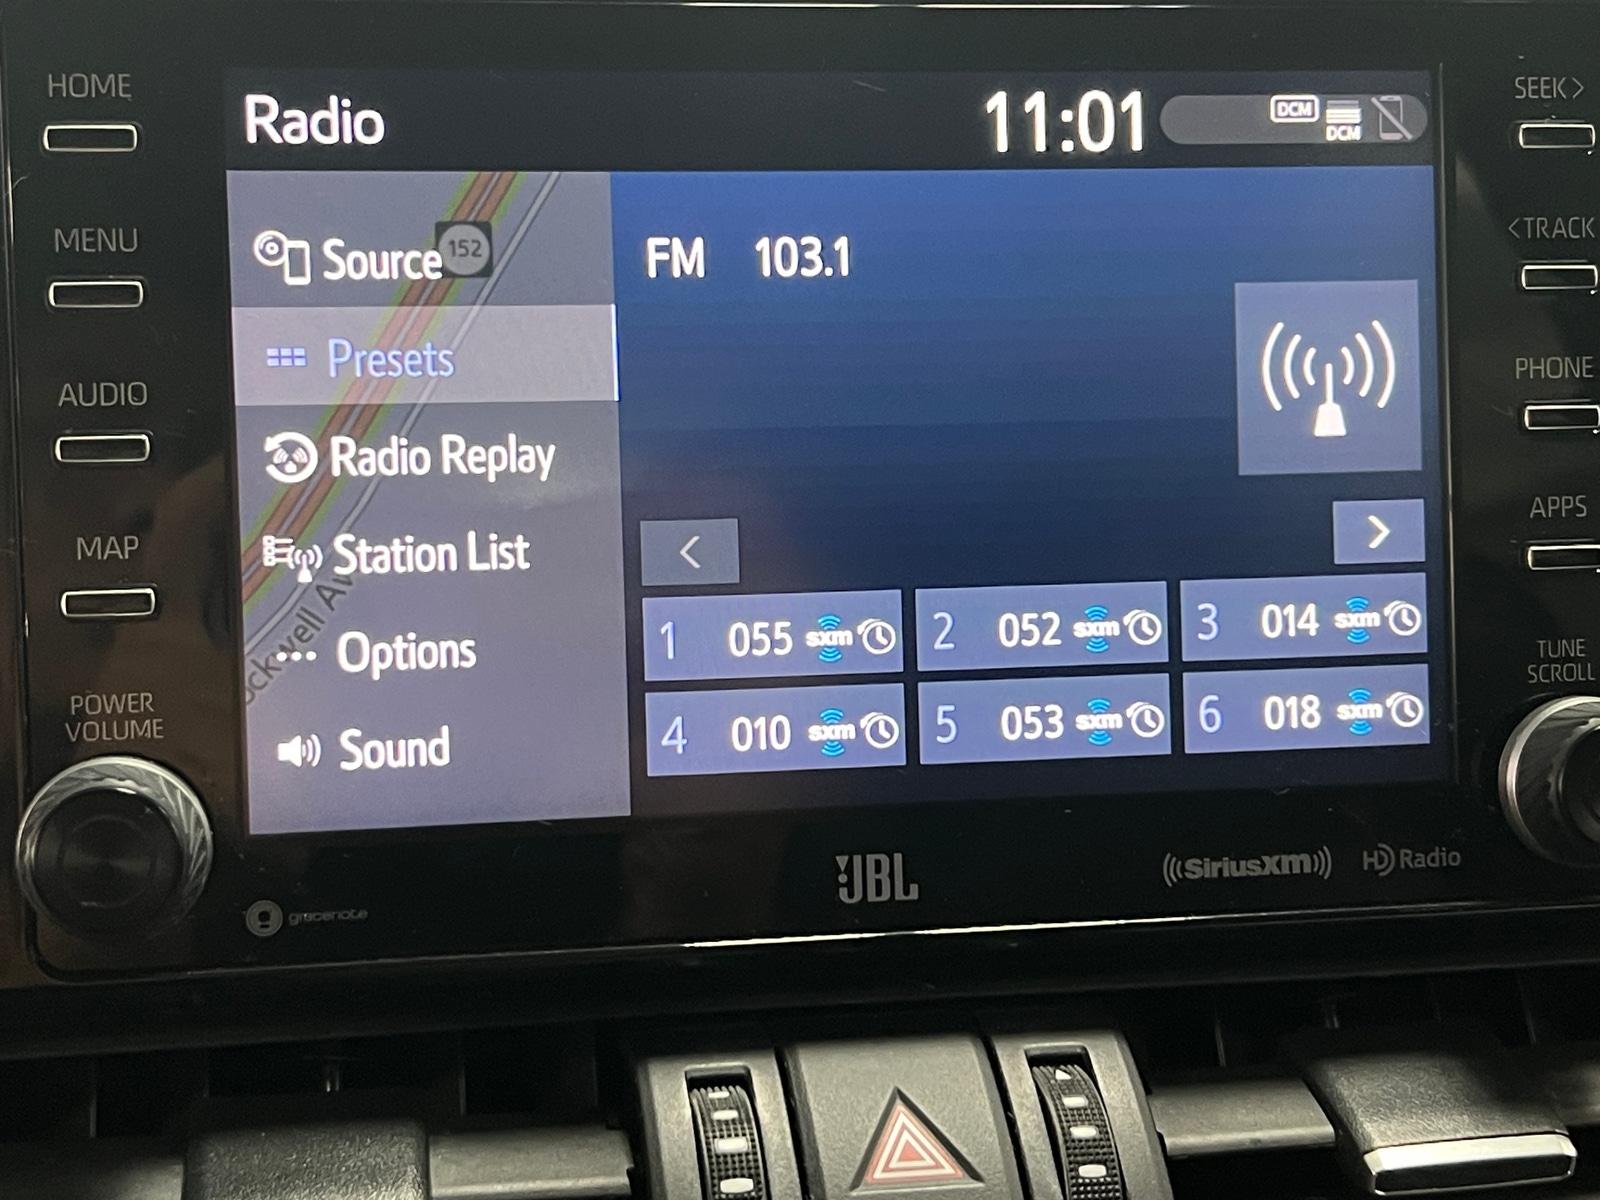 HOME
MENU
AUDIO
MAP
POWER
VOLUME
Radio
11:01
DCM
DCM
Source
152
Presets
Radio Replay
Station List
Options
Sound
ckwell Av
FM 103.1
<
>
1 055 sxm
2 052 sxm
3 014 sxm
4 010 sxm
5 053 sxm
6 018 sxm
SEEK>
<TRACK
PHONE
APPS
TUNE
SCROLL
g gracenote
JBL
((SiriusXM))
HD Radio